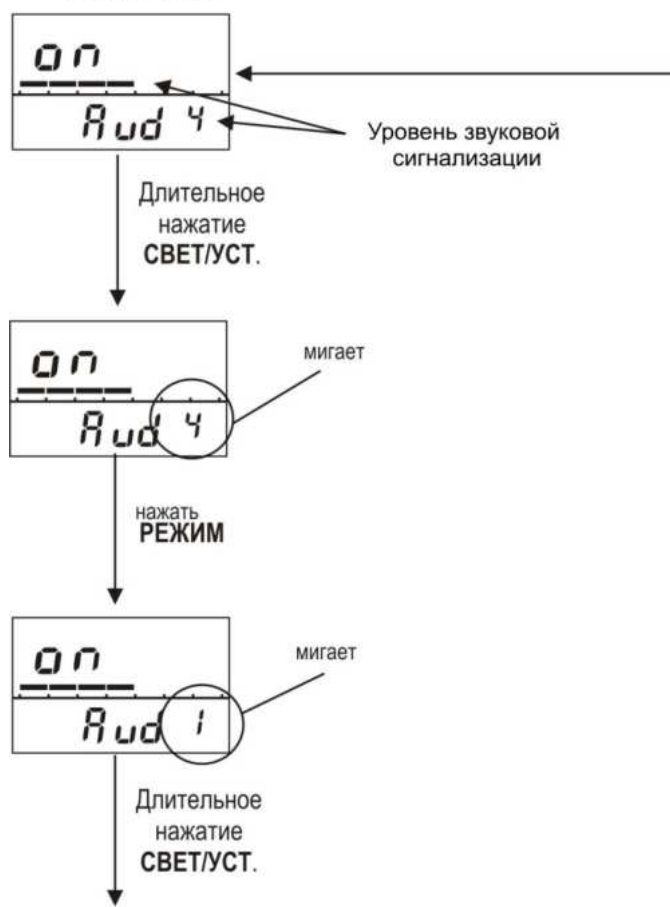 on
Aud 4
Уровень звуковой
сигнализации
Длительное
нажатие
СВЕТ/УСТ.
on
мигает
Aud 4
нажать
РЕЖИМ
on
мигает
Aud 1
Длительное
нажатие
СВЕТ/УСТ.